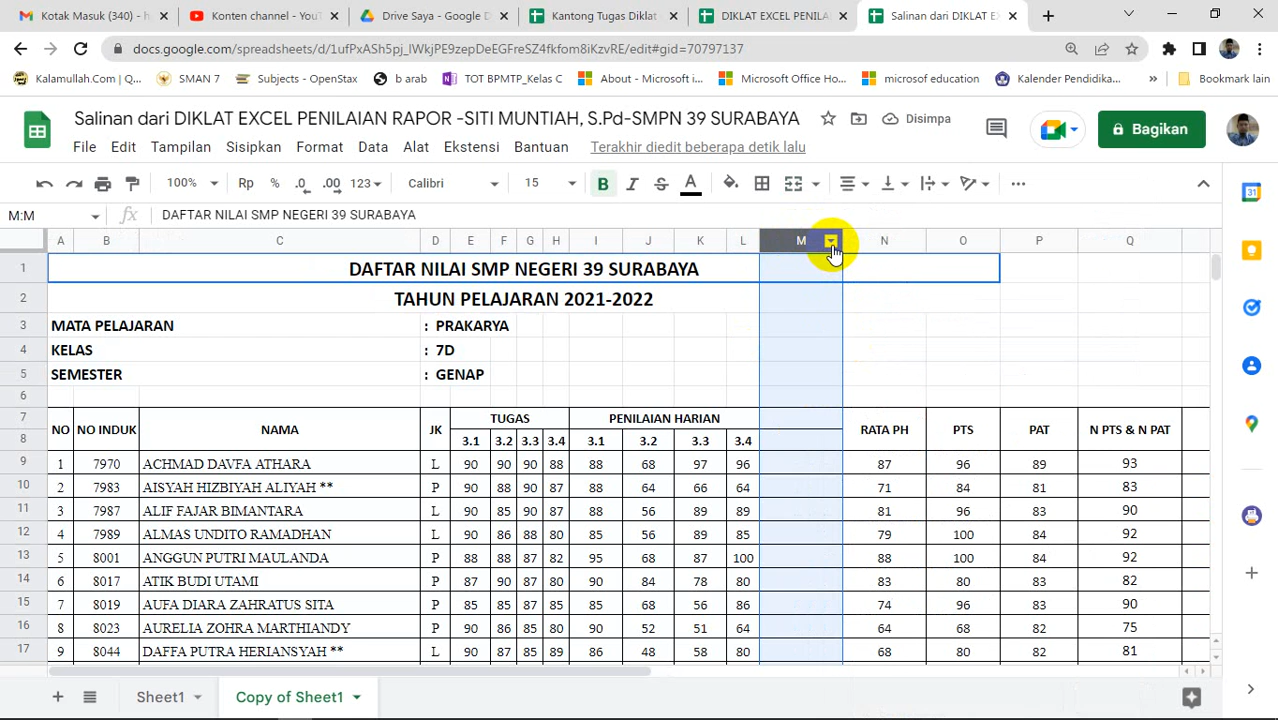 Kotak Masuk (340) - h
Konten channel - YouT
Drive Saya - Google D
Kantong Tugas Diklat
DIKLAT EXCEL PENILA
Salinan dari DIKLAT EX
docs.google.com/spreadsheets/d/1ufPxASh5pj_IWkjPE9zepDeEGFreSZ4fkfom8iKzvRE/edit#gid=70797137
Kalamullah.Com | Q...
SMAN 7
Subjects - OpenStax
b arab
TOT BPMTP_Kelas C
About - Microsoft i...
Microsoft Office Ho...
microsof education
Kalender Pendidika...
»
Bookmark lain
Salinan dari DIKLAT EXCEL PENILAIAN RAPOR -SITI MUNTIAH, S.Pd-SMPN 39 SURABAYA
Disimpa
Bagikan
File Edit Tampilan Sisipkan Format Data Alat Ekstensi Bantuan Terakhir diedit beberapa detik lalu
100% Rp % .0 .00 123 Calibri 15 B I S A
M:M fx DAFTAR NILAI SMP NEGERI 39 SURABAYA
A B C D E F G H I J K L M N O P Q
1 DAFTAR NILAI SMP NEGERI 39 SURABAYA
2 TAHUN PELAJARAN 2021-2022
3 MATA PELAJARAN : PRAKARYA
4 KELAS : 7D
5 SEMESTER : GENAP
6
7 NO NO INDUK NAMA JK TUGAS PENILAIAN HARIAN RATA PH PTS PAT N PTS & N PAT
8 3.1 3.2 3.3 3.4 3.1 3.2 3.3 3.4
9 1 7970 ACHMAD DAVFA ATHARA L 90 90 90 88 88 68 97 96 87 96 89 93
10 2 7983 AISYAH HIZBIYAH ALIYAH ** P 90 88 90 87 88 64 66 64 71 84 81 83
11 3 7987 ALIF FAJAR BIMANTARA L 90 85 90 87 88 56 89 89 81 96 83 90
12 4 7989 ALMAS UNDITO RAMADHAN L 90 86 88 80 88 56 89 85 79 100 84 92
13 5 8001 ANGGUN PUTRI MAULANDA P 88 88 87 82 95 68 87 100 88 100 84 92
14 6 8017 ATIK BUDI UTAMI P 87 90 87 80 90 84 78 80 83 80 83 82
15 7 8019 AUFA DIARA ZAHRATUS SITA P 85 85 87 85 85 68 56 86 74 96 83 90
16 8 8023 AURELIA ZOHRA MARTHIANDY P 90 86 85 80 90 52 51 64 64 68 82 75
17 9 8044 DAFFA PUTRA HERIANSYAH ** L 90 87 85 89 86 48 58 80 68 80 82 81
Sheet1
Copy of Sheet1
31